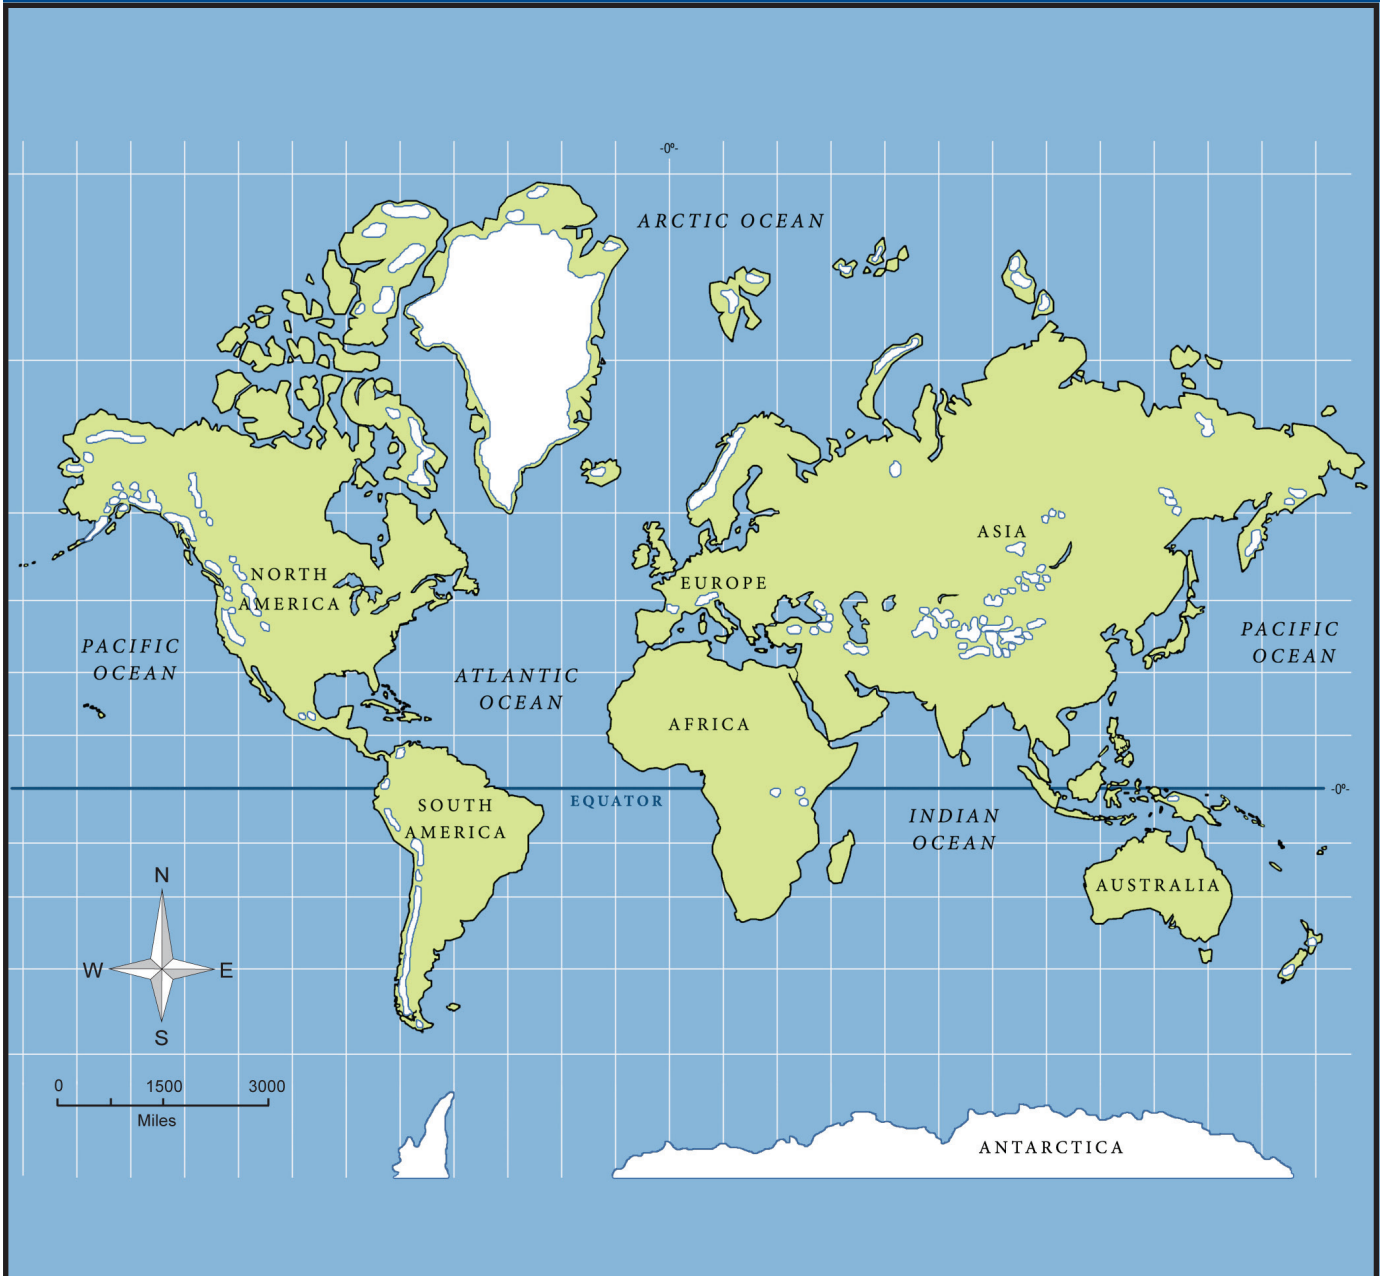 -0º-
ARCTIC OCEAN
ASIA
NORTH
AMERICA
EUROPE
PACIFIC
OCEAN
ATLANTIC
OCEAN
PACIFIC
OCEAN
AFRICA
EQUATOR
-0º-
SOUTH
AMERICA
INDIAN
OCEAN
AUSTRALIA
N
W
E
S
0 1500 3000
Miles
ANTARCTICA